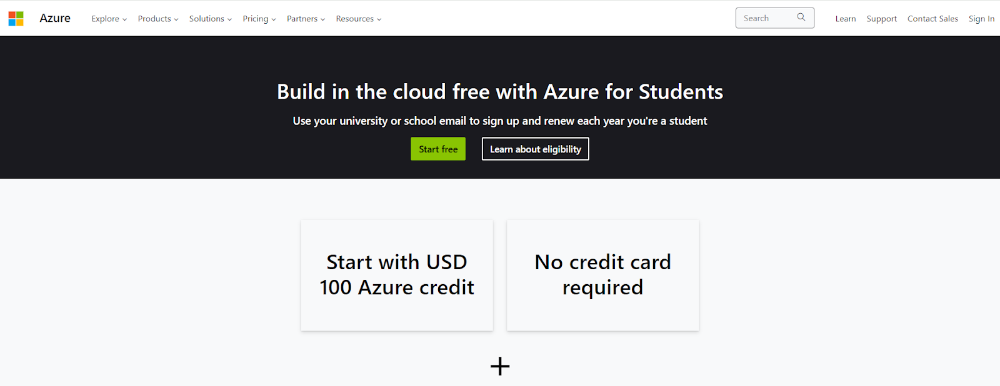 Azure Explore Products Solutions Pricing Partners Resources Search Learn Support Contact Sales Sign In
Build in the cloud free with Azure for Students
Use your university or school email to sign up and renew each year you're a student
Start free Learn about eligibility
Start with USD
100 Azure credit
No credit card
required
+